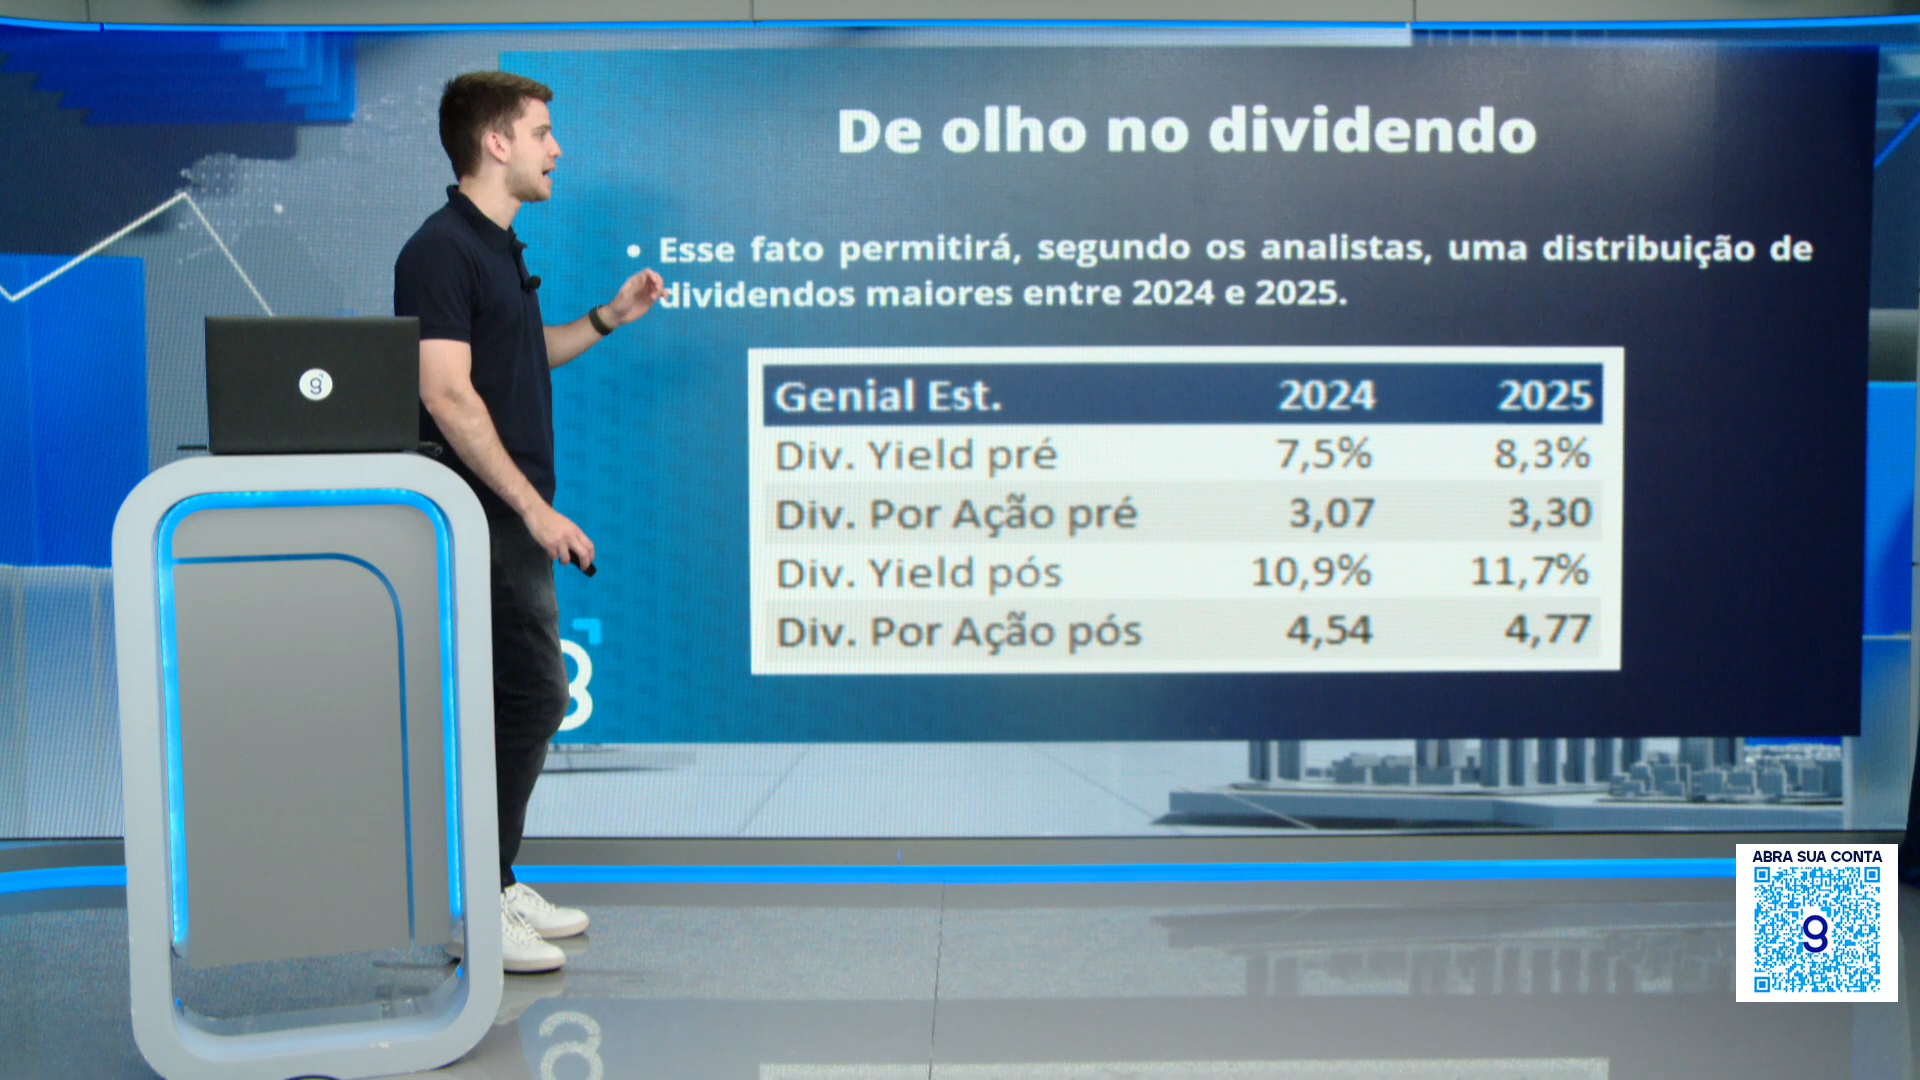 De olho no dividendo
• Esse fato permitirá, segundo os analistas, uma distribuição de
dividendos maiores entre 2024 e 2025.
Genial Est. 2024 2025
Div. Yield pré 7,5% 8,3%
Div. Por Ação pré 3,07 3,30
Div. Yield pós 10,9% 11,7%
Div. Por Ação pós 4,54 4,77
ABRA SUA CONTA